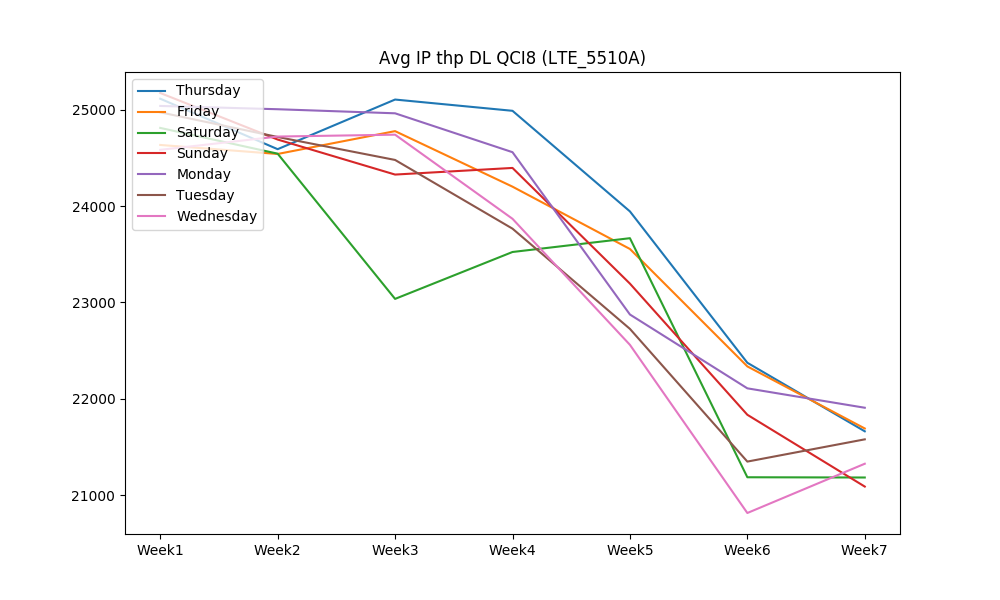 Avg IP thp DL QCI8 (LTE_5510A)
Thursday
Friday
Saturday
Sunday
Monday
Tuesday
Wednesday
25000
24000
23000
22000
21000
Week1 Week2 Week3 Week4 Week5 Week6 Week7